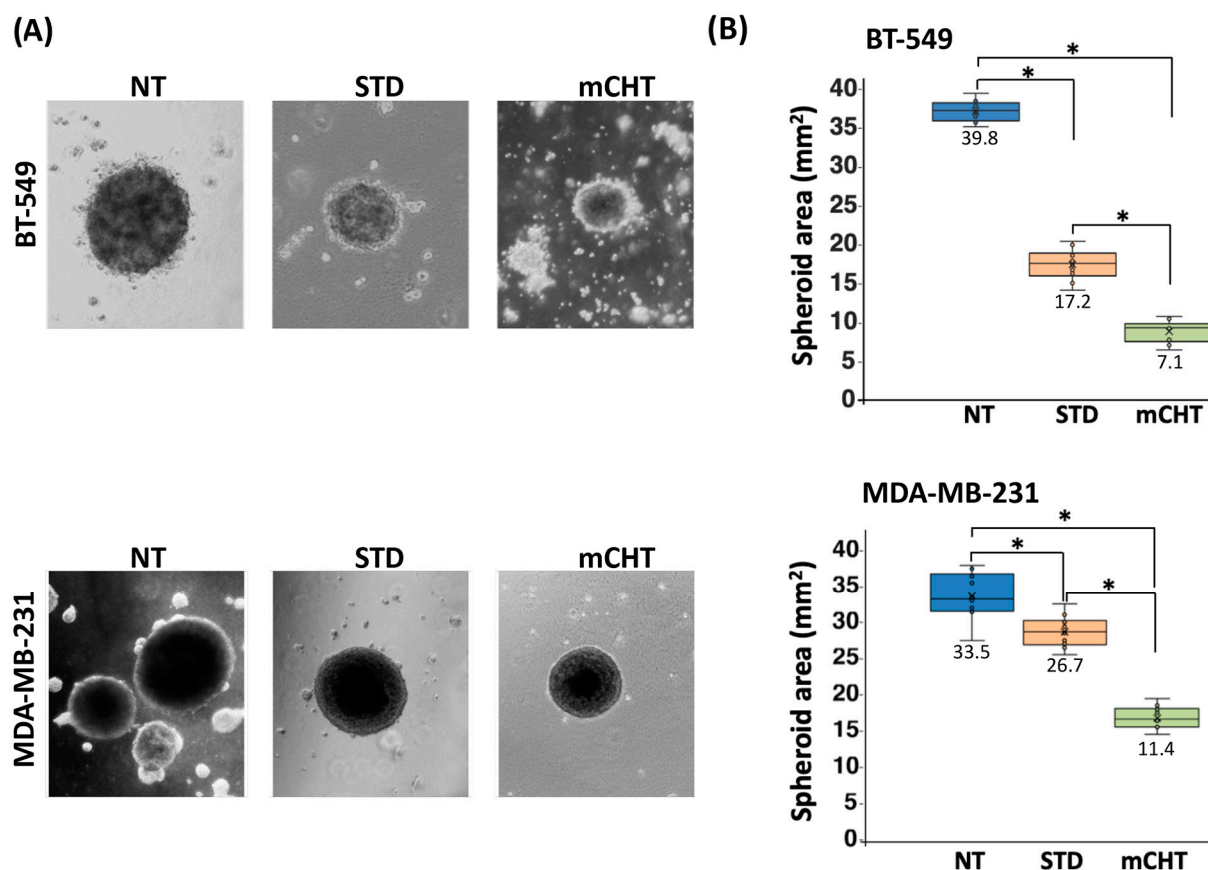 (A)
NT STD mCHT
BT-549
NT STD mCHT
MDA-MB-231
(B)
BT-549
* *
*
Spheroid area (mm²)
40
35
30
25
20
15
10
5
0
39.8
17.2
7.1
NT STD mCHT
MDA-MB-231
*
* *
Spheroid area (mm²)
40
35
30
25
20
15
10
5
0
33.5
26.7
11.4
NT STD mCHT